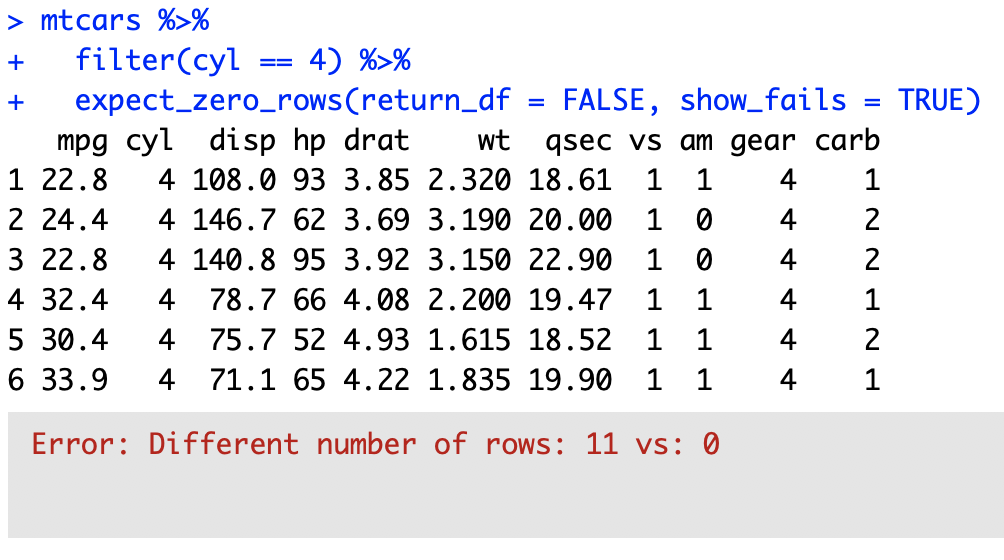 > mtcars %>%
+   filter(cyl == 4) %>%
+   expect_zero_rows(return_df = FALSE, show_fails = TRUE)
   mpg cyl  disp hp drat    wt  qsec vs am gear carb
1 22.8   4 108.0 93 3.85 2.320 18.61  1  1    4    1
2 24.4   4 146.7 62 3.69 3.190 20.00  1  0    4    2
3 22.8   4 140.8 95 3.92 3.150 22.90  1  0    4    2
4 32.4   4  78.7 66 4.08 2.200 19.47  1  1    4    1
5 30.4   4  75.7 52 4.93 1.615 18.52  1  1    4    2
6 33.9   4  71.1 65 4.22 1.835 19.90  1  1    4    1
Error: Different number of rows: 11 vs: 0